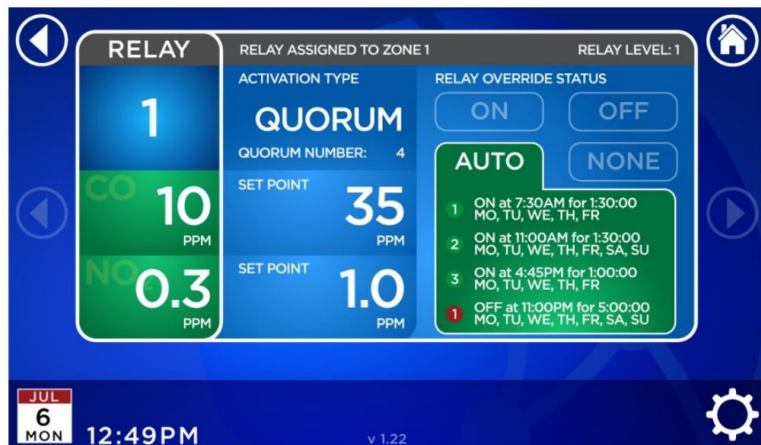 RELAY
RELAY ASSIGNED TO ZONE 1
RELAY LEVEL: 1
1
ACTIVATION TYPE
QUORUM
QUORUM NUMBER: 4
RELAY OVERRIDE STATUS
ON
OFF
AUTO
NONE
CO
10
PPM
SET POINT
35
PPM
NO2
0.3
PPM
SET POINT
1.0
PPM
1 ON at 7:30AM for 1:30:00
MO, TU, WE, TH, FR
2 ON at 11:00AM for 1:30:00
MO, TU, WE, TH, FR, SA, SU
3 ON at 4:45PM for 1:00:00
MO, TU, WE, TH, FR
1 OFF at 11:00PM for 5:00:00
MO, TU, WE, TH, FR, SA, SU
JUL
6
MON
12:49PM
v 1.22